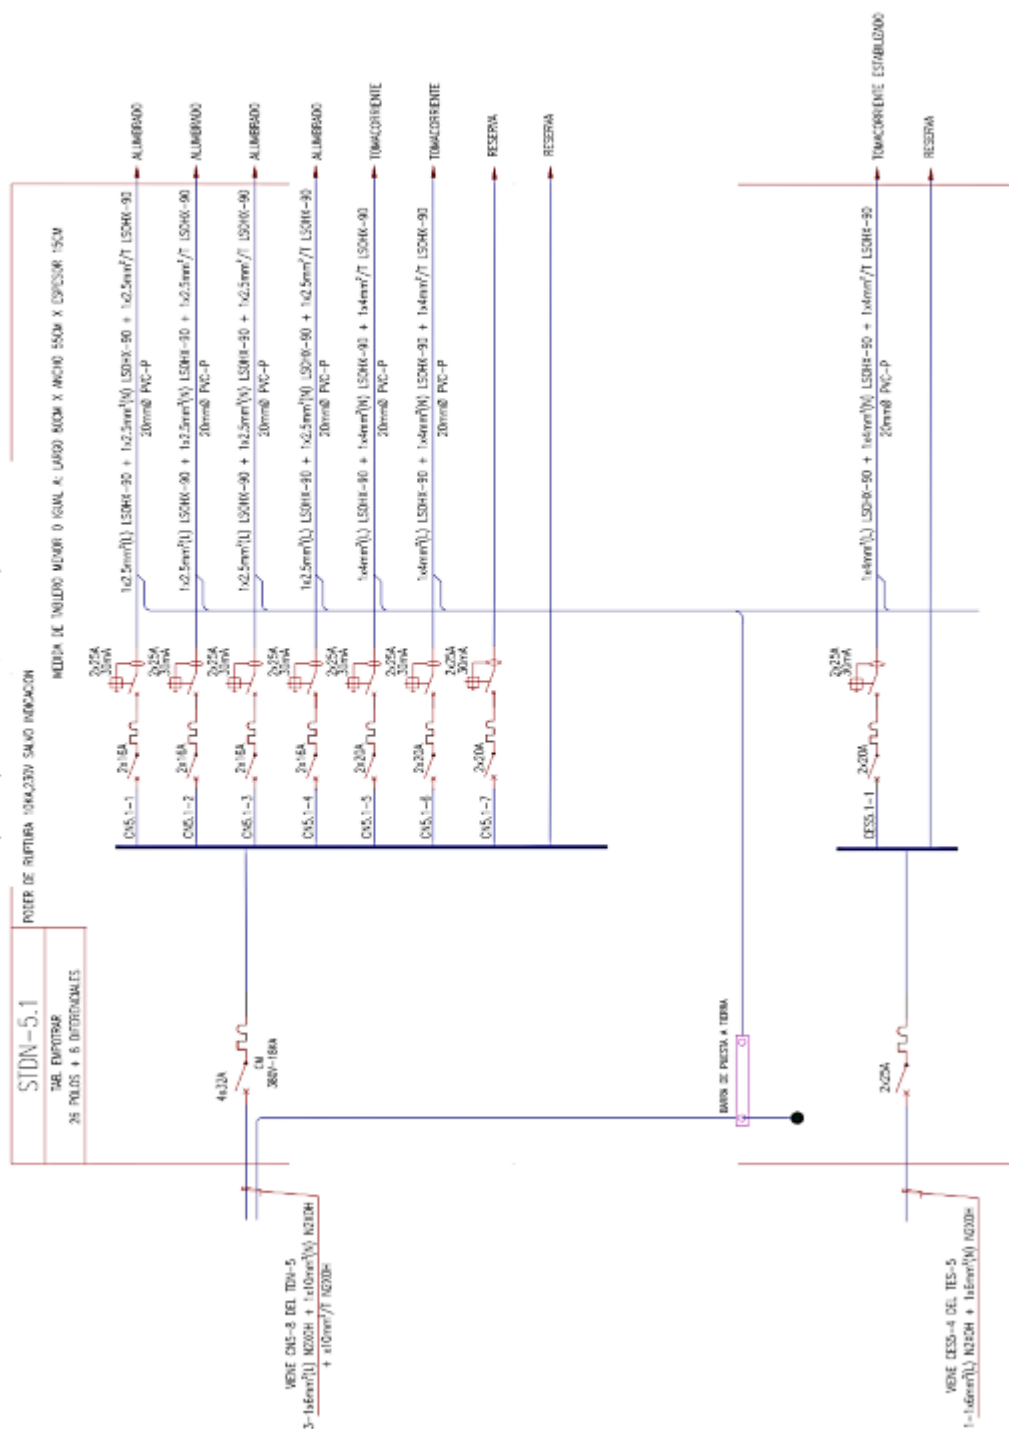 STDN-5.1
TAB. EMPOTRAR
26 POLOS + 8 DIFERENCIALES
PODER DE RUPTURA 10KA,230V SALVO INDICACION
MEDIDA DE TABLERO MENOR O IGUAL A: LARGO 60CM X ANCHO 55CM X ESPESOR 15CM
VIENE CN5-8 DEL TDN-5
3-1x6mm²(L) N2XOH + 1x10mm²(N) N2XOH
+ x10mm²/T N2XOH
4x32A
CM
380V-18KA
CN5.1-1
2x16A
2x25A
30mA
1x2.5mm²(L) LSOHX-90 + 1x2.5mm²(N) LSOHX-90 + 1x2.5mm²/T LSOHX-90
20mmØ PVC-P
ALUMBRADO
CN5.1-2
2x16A
2x25A
30mA
1x2.5mm²(L) LSOHX-90 + 1x2.5mm²(N) LSOHX-90 + 1x2.5mm²/T LSOHX-90
20mmØ PVC-P
ALUMBRADO
CN5.1-3
2x16A
2x25A
30mA
1x2.5mm²(L) LSOHX-90 + 1x2.5mm²(N) LSOHX-90 + 1x2.5mm²/T LSOHX-90
20mmØ PVC-P
ALUMBRADO
CN5.1-4
2x16A
2x25A
30mA
1x2.5mm²(L) LSOHX-90 + 1x2.5mm²(N) LSOHX-90 + 1x2.5mm²/T LSOHX-90
20mmØ PVC-P
ALUMBRADO
CN5.1-5
2x20A
2x25A
30mA
1x4mm²(L) LSOHX-90 + 1x4mm²(N) LSOHX-90 + 1x4mm²/T LSOHX-90
20mmØ PVC-P
TOMACORRIENTE
CN5.1-6
2x20A
2x25A
30mA
1x4mm²(L) LSOHX-90 + 1x4mm²(N) LSOHX-90 + 1x4mm²/T LSOHX-90
20mmØ PVC-P
TOMACORRIENTE
CN5.1-7
2x20A
2x25A
30mA
RESERVA
RESERVA
BARRA DE PUESTA A TIERRA
VIENE CES5-4 DEL TES-5
1-1x6mm²(L) N2XOH + 1x6mm²(N) N2XOH
2x25A
CES5.1-1
2x20A
2x25A
30mA
1x4mm²(L) LSOHX-90 + 1x4mm²(N) LSOHX-90 + 1x4mm²/T LSOHX-90
20mmØ PVC-P
TOMACORRIENTE ESTABILIZADO
RESERVA